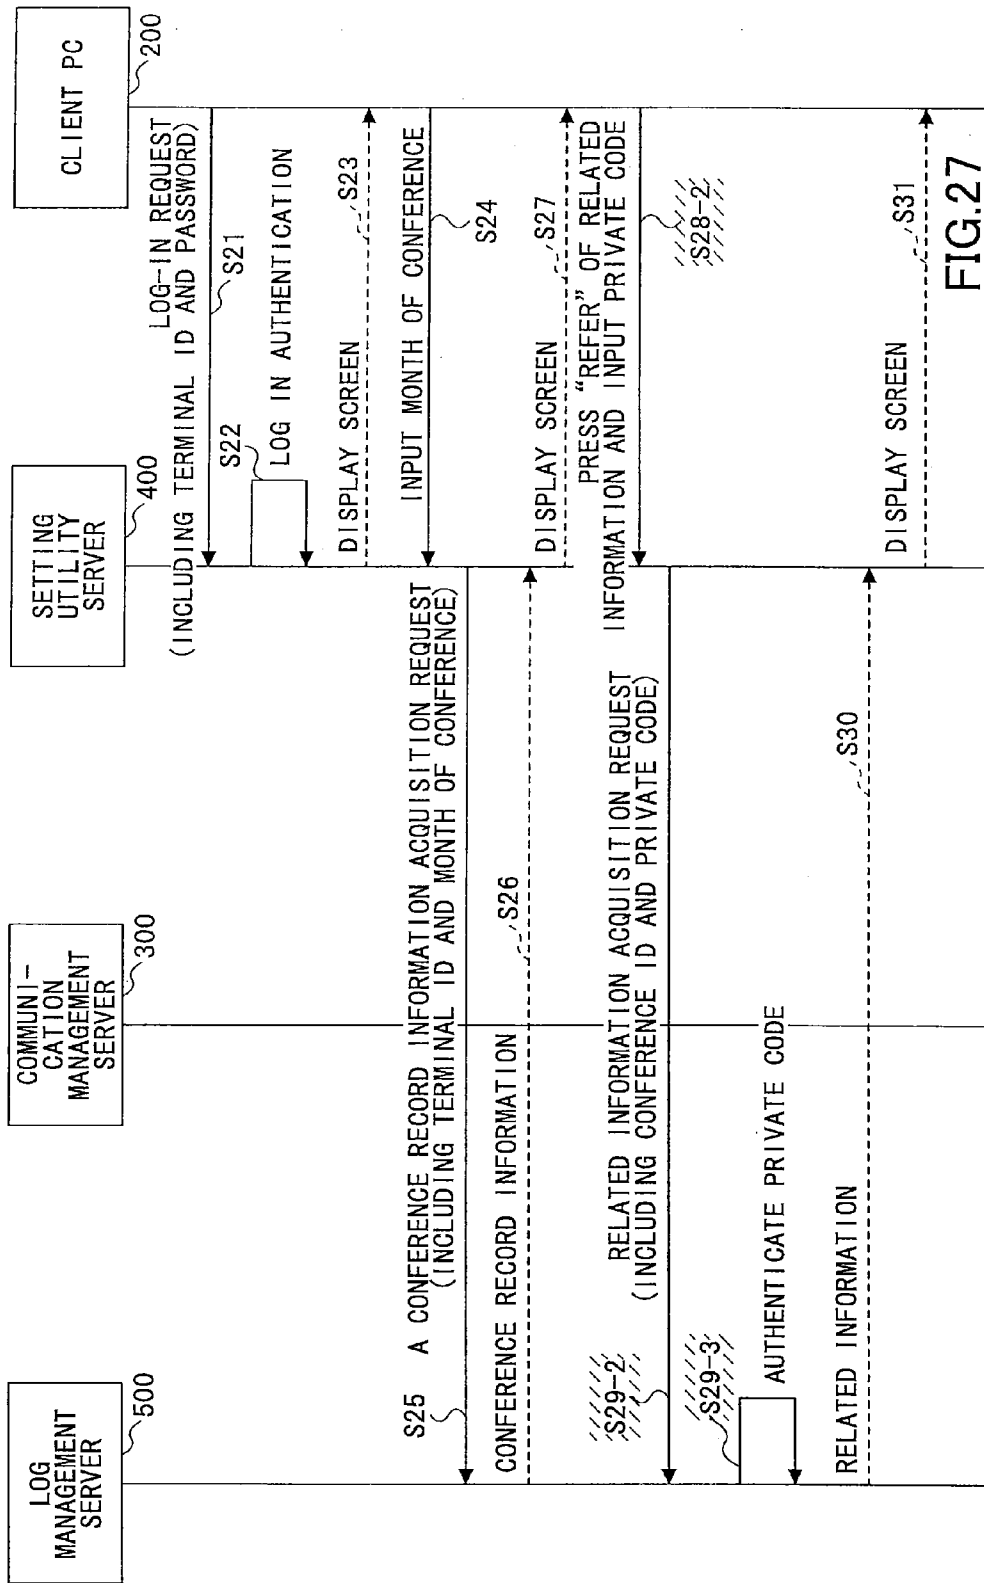 CLIENT PC
200
SETTING
UTILITY
SERVER
400
COMMUNI-
CATION
MANAGEMENT
SERVER
300
LOG
MANAGEMENT
SERVER
500
LOG-IN REQUEST
(INCLUDING TERMINAL ID AND PASSWORD)
S21
S22
LOG IN AUTHENTICATION
DISPLAY SCREEN
S23
INPUT MONTH OF CONFERENCE
S24
A CONFERENCE RECORD INFORMATION ACQUISITION REQUEST
(INCLUDING TERMINAL ID AND MONTH OF CONFERENCE)
S25
CONFERENCE RECORD INFORMATION
S26
DISPLAY SCREEN
S27
PRESS “REFER” OF RELATED
INFORMATION AND INPUT PRIVATE CODE
S28-2
RELATED INFORMATION ACQUISITION REQUEST
(INCLUDING CONFERENCE ID AND PRIVATE CODE)
S29-2
S29-3
AUTHENTICATE PRIVATE CODE
RELATED INFORMATION
S30
DISPLAY SCREEN
S31
FIG.27